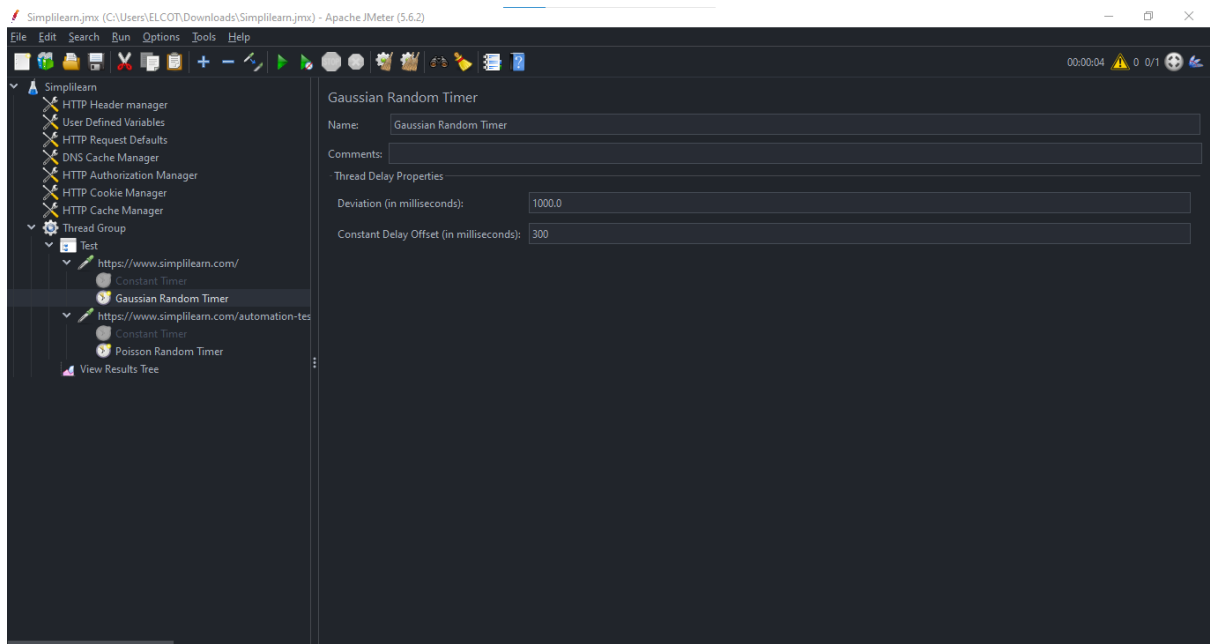 Simplilearn.jmx (C:\Users\ELCOT\Downloads\Simplilearn.jmx) - Apache JMeter (5.6.2)
File Edit Search Run Options Tools Help
00:00:04 0 0/1
Simplilearn
HTTP Header manager
User Defined Variables
HTTP Request Defaults
DNS Cache Manager
HTTP Authorization Manager
HTTP Cookie Manager
HTTP Cache Manager
Thread Group
Test
https://www.simplilearn.com/
Constant Timer
Gaussian Random Timer
https://www.simplilearn.com/automation-tes
Constant Timer
Poisson Random Timer
View Results Tree
Gaussian Random Timer
Name: Gaussian Random Timer
Comments:
Thread Delay Properties
Deviation (in milliseconds): 1000.0
Constant Delay Offset (in milliseconds): 300